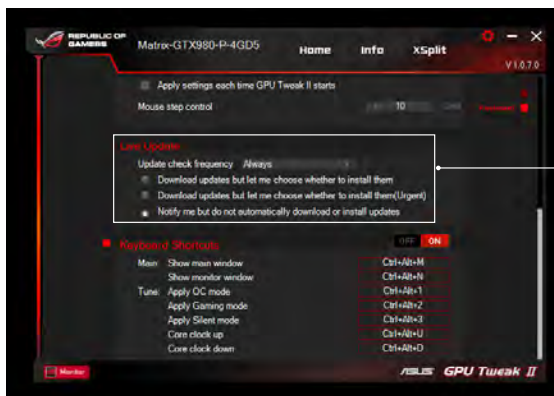 REPUBLIC OF
GAMERS
Matrix-GTX980-P-4GD5
Home
Info
XSplit
V1.0.7.0
Apply settings each time GPU Tweak II starts
Mouse step control
10
Live Update
Update check frequency Always
Download updates but let me choose whether to install them
Download updates but let me choose whether to install them(Urgent)
Notify me but do not automatically download or install updates
Keyboard Shortcuts
OFF ON
Main: Show main window Ctrl+Alt+M
Show monitor window Ctrl+Alt+N
Tune: Apply OC mode Ctrl+Alt+1
Apply Gaming mode Ctrl+Alt+2
Apply Silent mode Ctrl+Alt+3
Core clock up Ctrl+Alt+U
Core clock down Ctrl+Alt+D
Monitor
ASUS GPU Tweak II